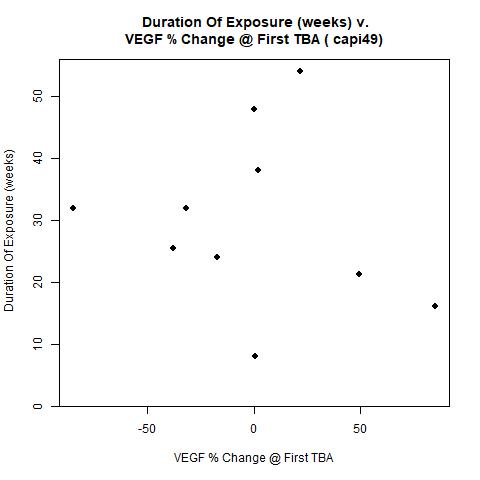 Duration Of Exposure (weeks) v.
VEGF % Change @ First TBA ( capi49)
Duration Of Exposure (weeks)
50
40
30
20
10
0
-50 0 50
VEGF % Change @ First TBA